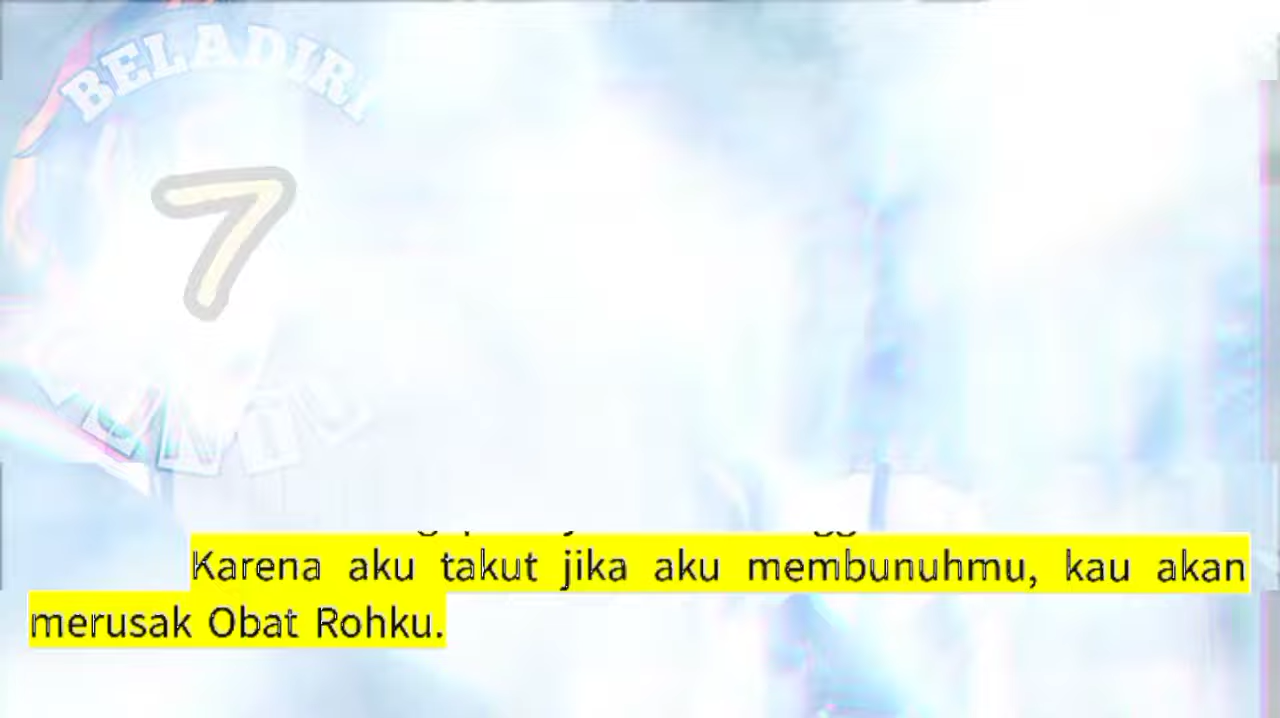 BELADIRI
7
Karena aku takut jika aku membunuhmu, kau akan
merusak Obat Rohku.